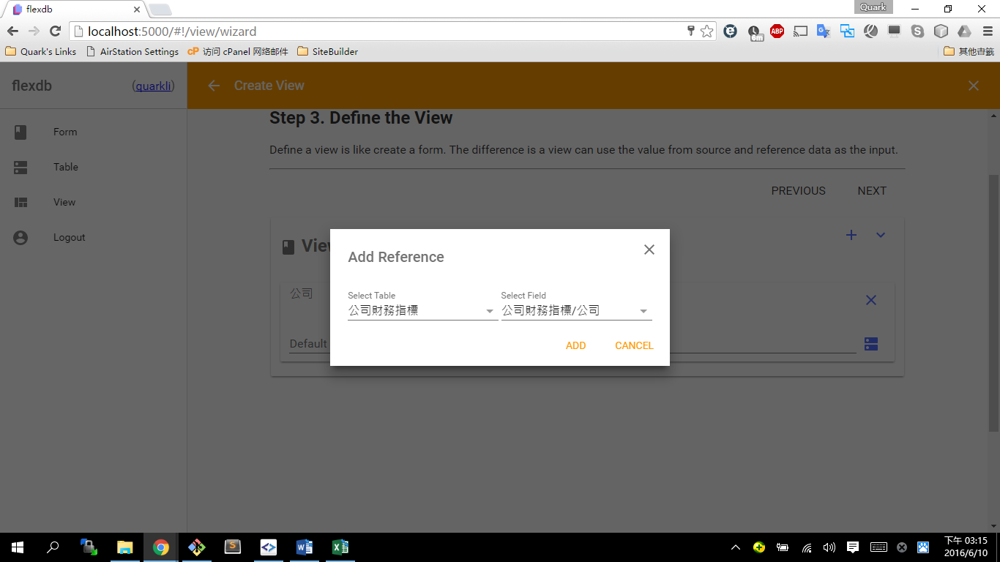 flexdb
Quark
localhost:5000/#!/view/wizard
6m
ABP
Quark's Links
AirStation Settings
cP 访问 cPanel 网络邮件
SiteBuilder
其他書籤
flexdb
(quarkli)
Create View
Form
Table
View
Logout
Step 3. Define the View
Define a view is like create a form. The difference is a view can use the value from source and reference data as the input.
PREVIOUS
NEXT
View
公司
Default
Add Reference
Select Table
公司財務指標
Select Field
公司財務指標/公司
ADD
CANCEL
下午 03:15
2016/6/10